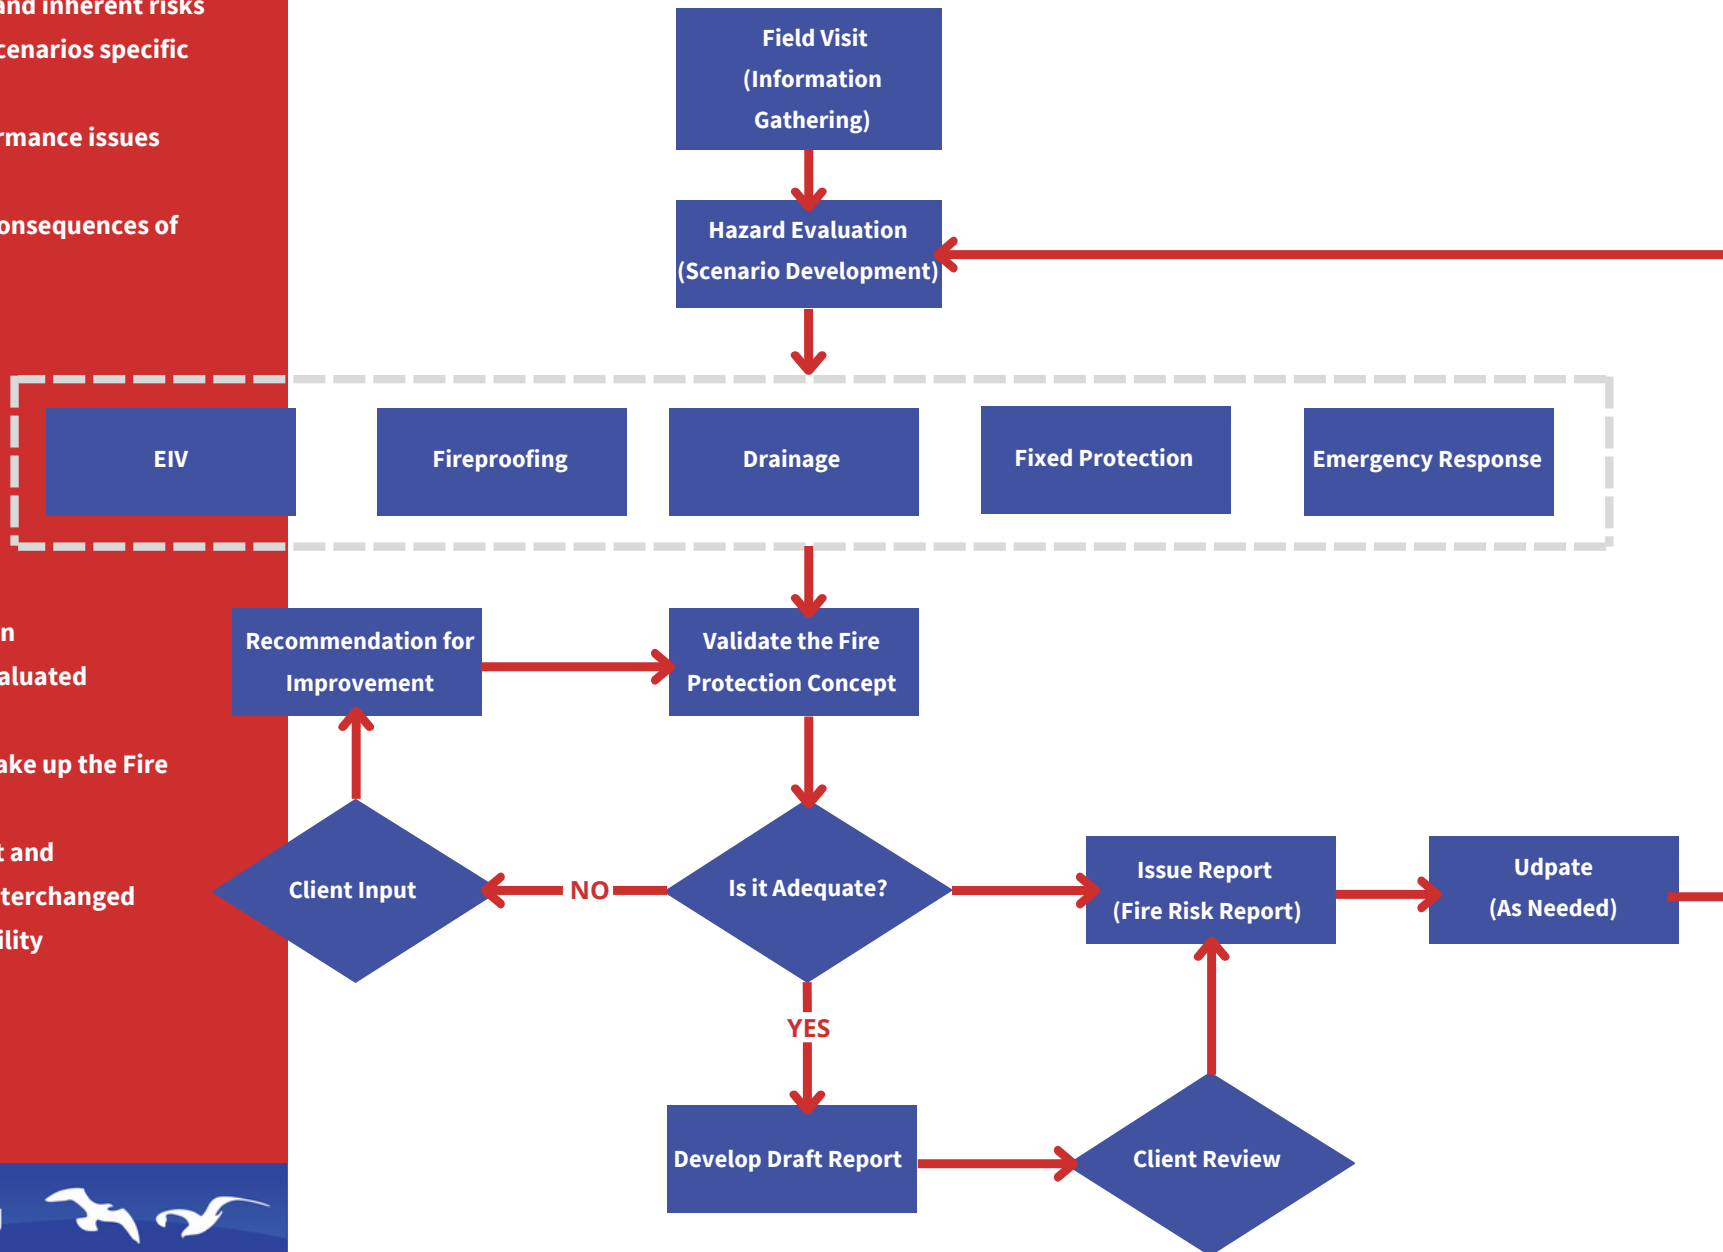 and inherent risks
cenarios specific
rmance issues
onsequences of
n
aluated
ake up the Fire
t and
terchanged
ility
Field Visit
(Information
Gathering)
Hazard Evaluation
(Scenario Development)
EIV
Fireproofing
Drainage
Fixed Protection
Emergency Response
Recommendation for
Improvement
Validate the Fire
Protection Concept
Client Input
NO
Is it Adequate?
Issue Report
(Fire Risk Report)
Udpate
(As Needed)
YES
Develop Draft Report
Client Review